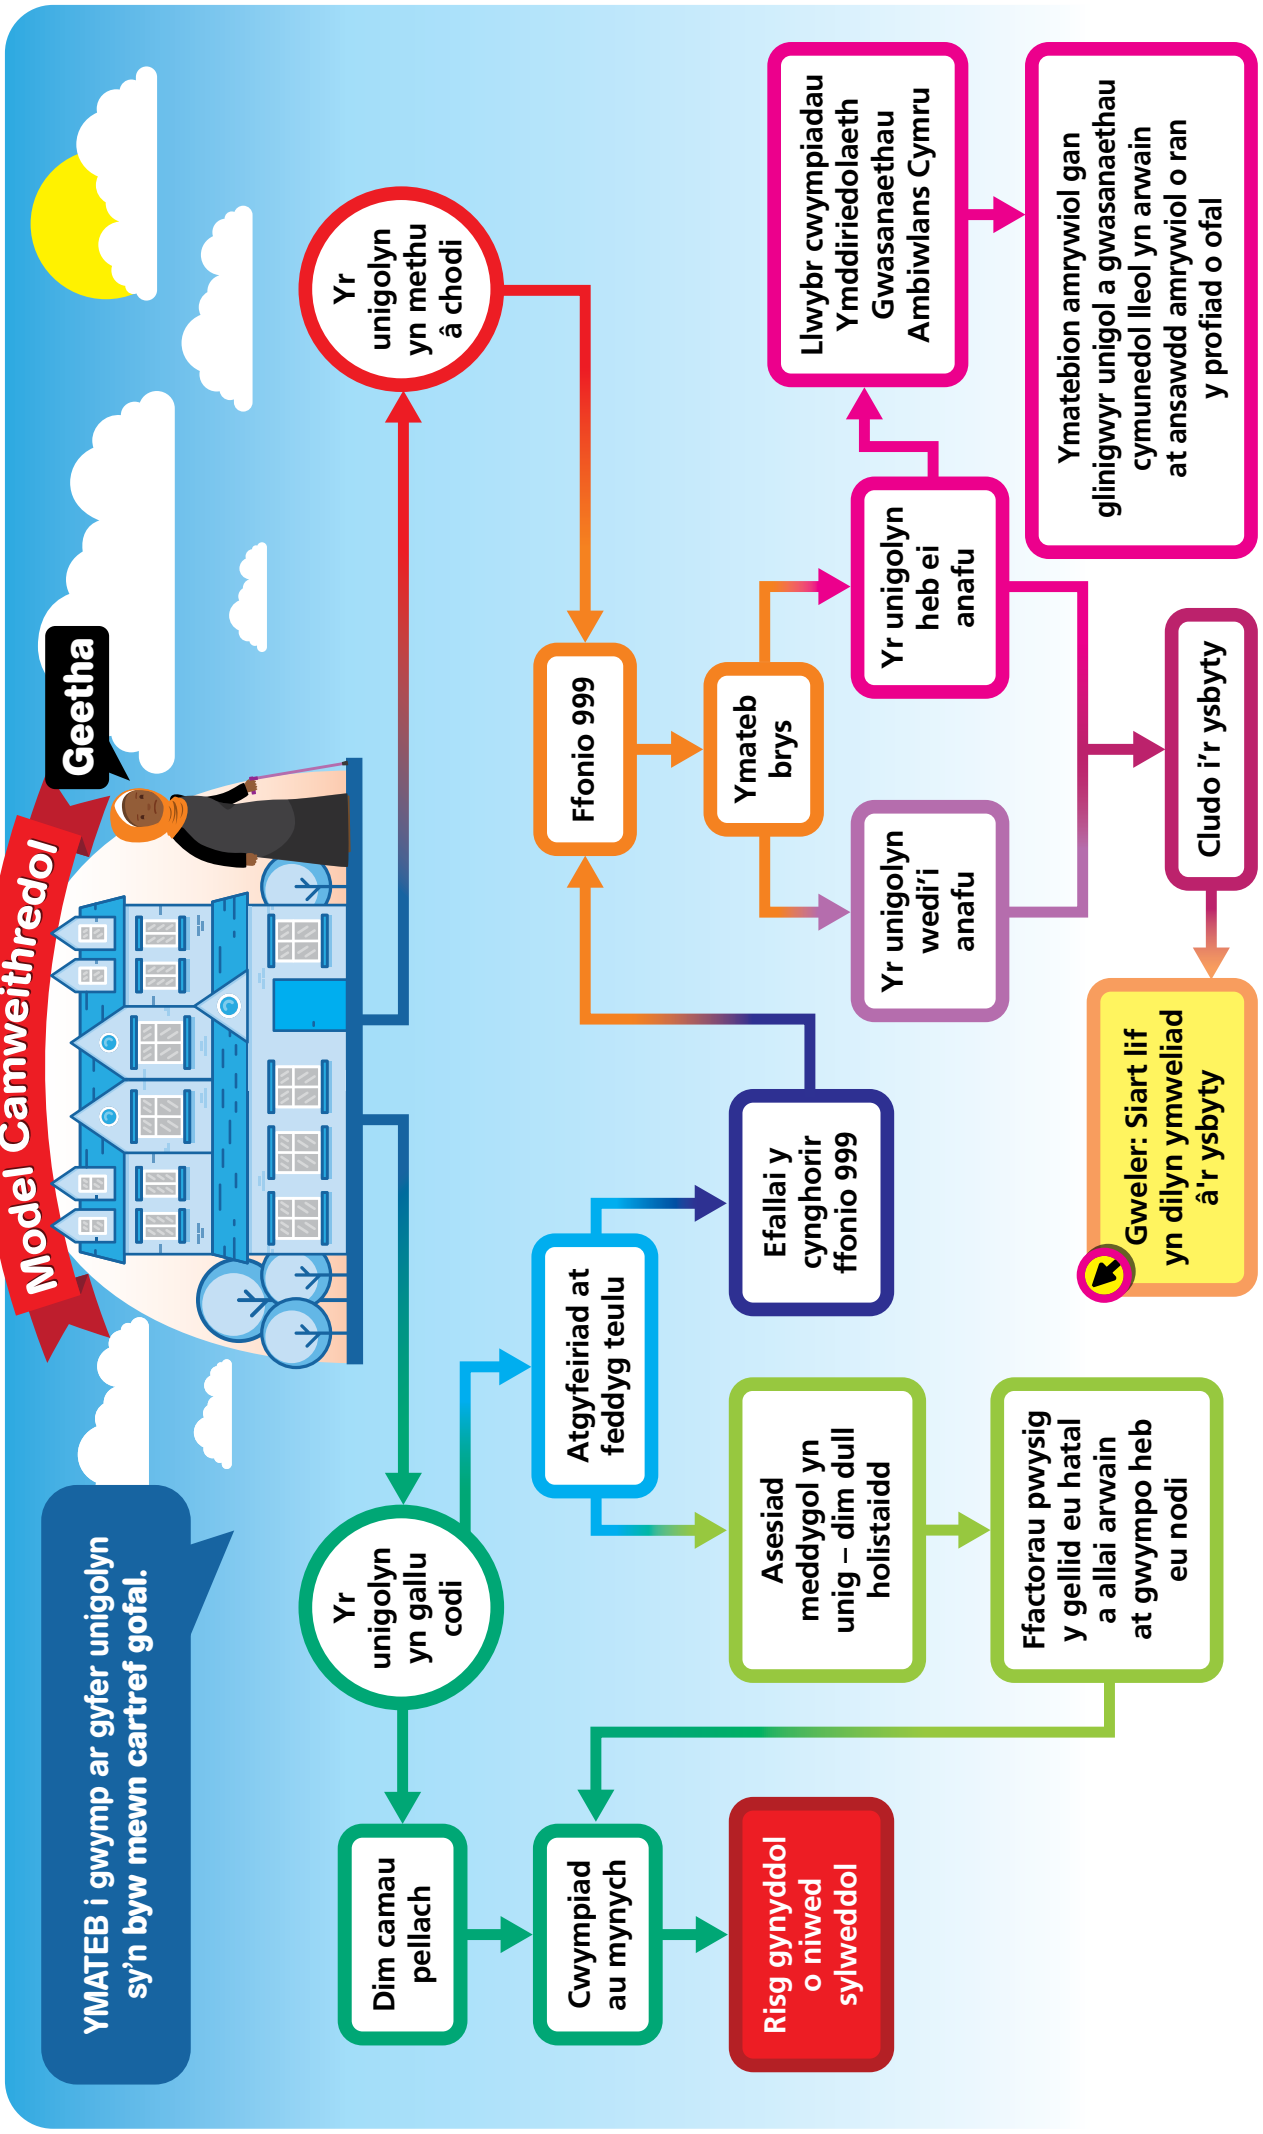 YMATEB i gwymp ar gyfer unigolyn
sy'n byw mewn cartref gofal.
Model Camweithredol
Geetha
Yr
unigolyn
yn gallu
codi
Yr
unigolyn
yn methu
â chodi
Dim camau
pellach
Cwympiad
au mynych
Risg gynyddol
o niwed
sylweddol
Atgyfeiriad at
feddyg teulu
Asesiad
meddygol yn
unig – dim dull
holistaidd
Ffactorau pwysig
y gellid eu hatal
a allai arwain
at gwympo heb
eu nodi
Efallai y
cynghorir
ffonio 999
Ffonio 999
Ymateb
brys
Yr unigolyn
wedi'i
anafu
Yr unigolyn
heb ei
anafu
Llwybr cwympiadau
Ymddiriedolaeth
Gwasanaethau
Ambiwlans Cymru
Ymatebion amrywiol gan
glinigwyr unigol a gwasanaethau
cymunedol lleol yn arwain
at ansawdd amrywiol o ran
y profiad o ofal
Cludo i'r ysbyty
Gweler: Siart lif
yn dilyn ymweliad
â'r ysbyty